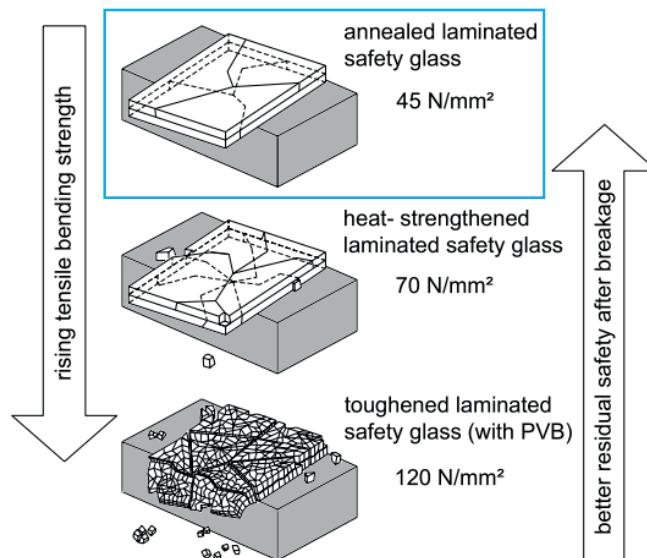 annealed laminated
safety glass
45 N/mm²
rising tensile bending strength
heat- strengthened
laminated safety glass
70 N/mm²
better residual safety after breakage
toughened laminated
safety glass (with PVB)
120 N/mm²